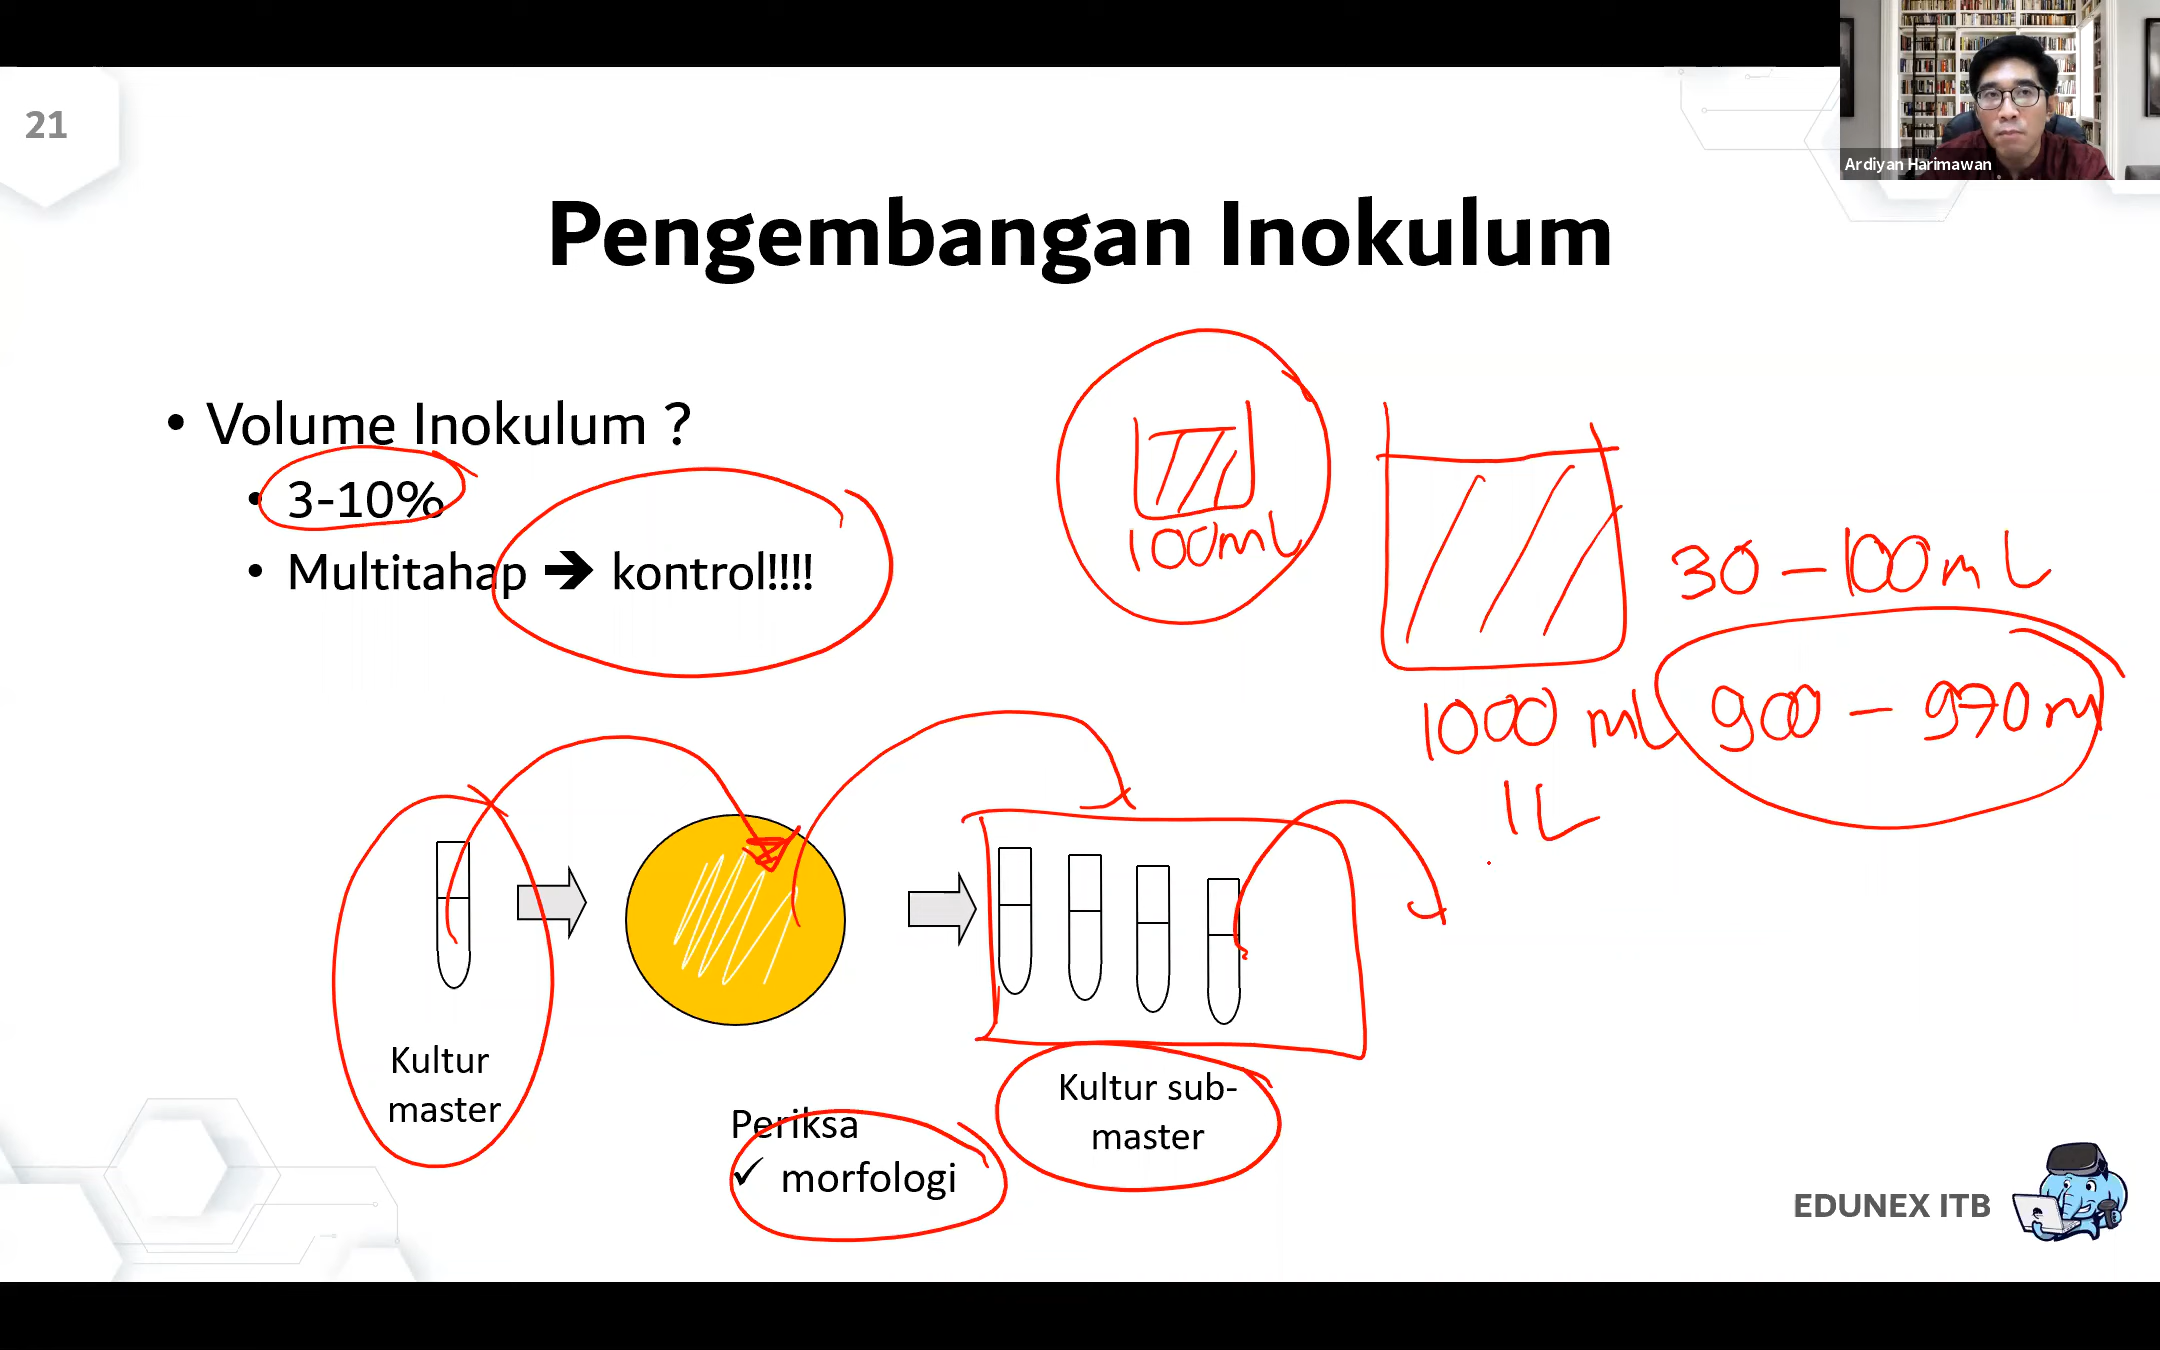 21
Ardiyan Harimawan
Pengembangan Inokulum
• Volume Inokulum ?
• 3-10%
• Multitahap ➔ kontrol!!!!
100mL
30 - 100 mL
1000 mL
900 - 970 m
1L
Kultur
master
Periksa
✓ morfologi
Kultur sub-
master
EDUNEX ITB